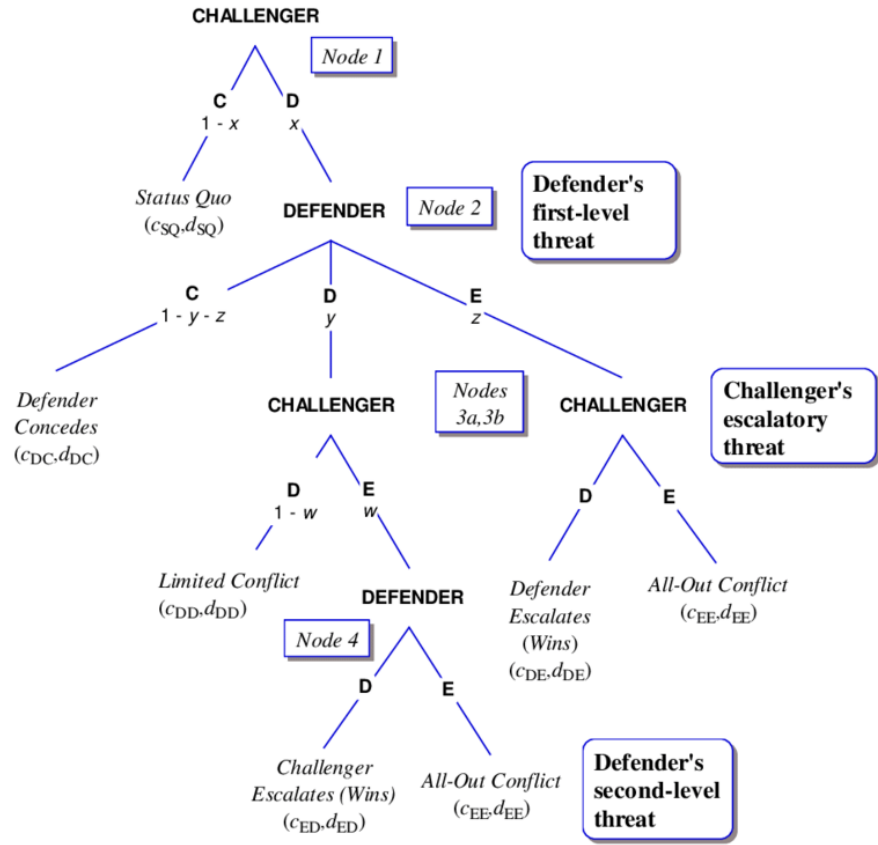 CHALLENGER
Node 1
C
D
1 - x
x
Status Quo
(cSQ,dSQ)
DEFENDER
Node 2
Defender's
first-level
threat
C
1 - y - z
D
y
E
z
Defender
Concedes
(cDC,dDC)
CHALLENGER
Nodes
3a,3b
CHALLENGER
Challenger's
escalatory
threat
D
1 - w
E
w
D
E
Limited Conflict
(cDD,dDD)
DEFENDER
Node 4
Defender
Escalates
(Wins)
(cDE,dDE)
All-Out Conflict
(cEE,dEE)
D
E
Challenger
Escalates (Wins)
(cED,dED)
All-Out Conflict
(cEE,dEE)
Defender's
second-level
threat